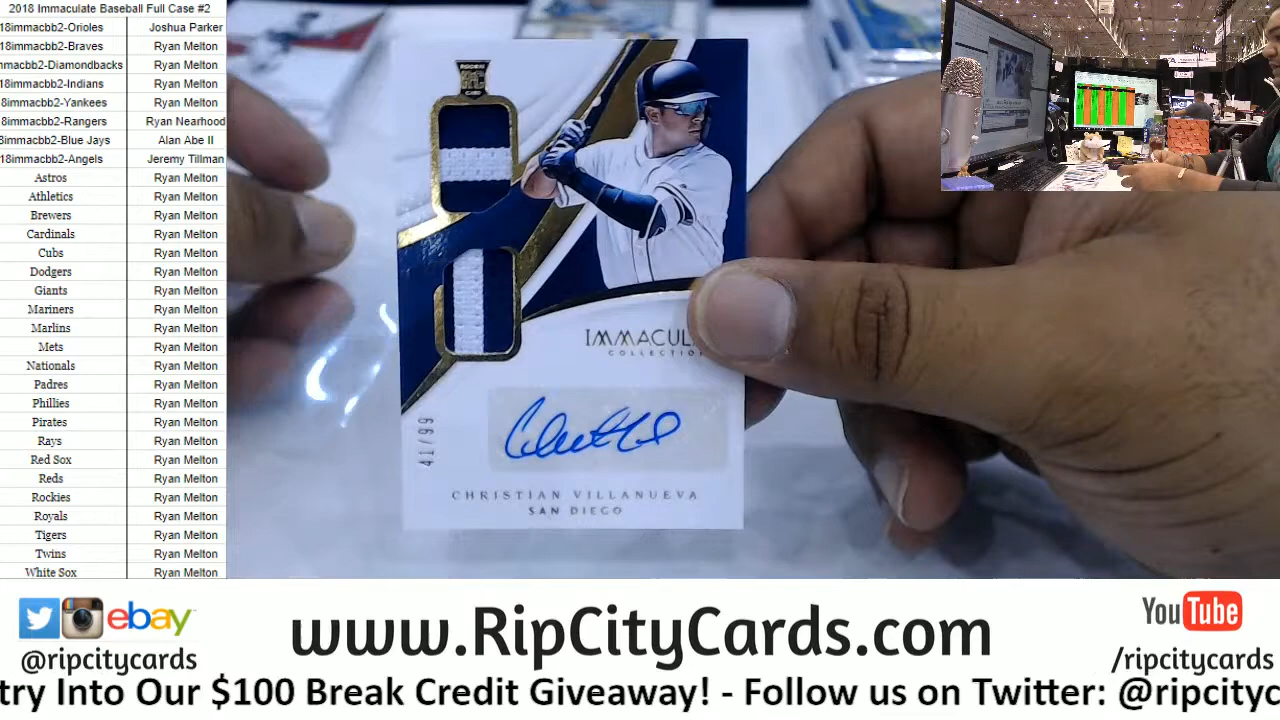 2018 Immaculate Baseball Full Case #2
18immacbb2-Orioles Joshua Parker
18immacbb2-Braves Ryan Melton
nmacbb2-Diamondbacks Ryan Melton
18immacbb2-Indians Ryan Melton
8immacbb2-Yankees Ryan Melton
18immacbb2-Rangers Ryan Nearhood
8immacbb2-Blue Jays Alan Abe II
18immacbb2-Angels Jeremy Tillman
Astros Ryan Melton
Athletics Ryan Melton
Brewers Ryan Melton
Cardinals Ryan Melton
Cubs Ryan Melton
Dodgers Ryan Melton
Giants Ryan Melton
Mariners Ryan Melton
Marlins Ryan Melton
Mets Ryan Melton
Nationals Ryan Melton
Padres Ryan Melton
Phillies Ryan Melton
Pirates Ryan Melton
Rays Ryan Melton
Red Sox Ryan Melton
Reds Ryan Melton
Rockies Ryan Melton
Royals Ryan Melton
Tigers Ryan Melton
Twins Ryan Melton
White Sox Ryan Melton
IMMACUL
COLLECTIO
41/99
CHRISTIAN VILLANUEVA
SAN DIEGO
ebay
@ripcitycards
www.RipCityCards.com
YouTube
/ripcitycards
try Into Our $100 Break Credit Giveaway! - Follow us on Twitter: @ripcityc